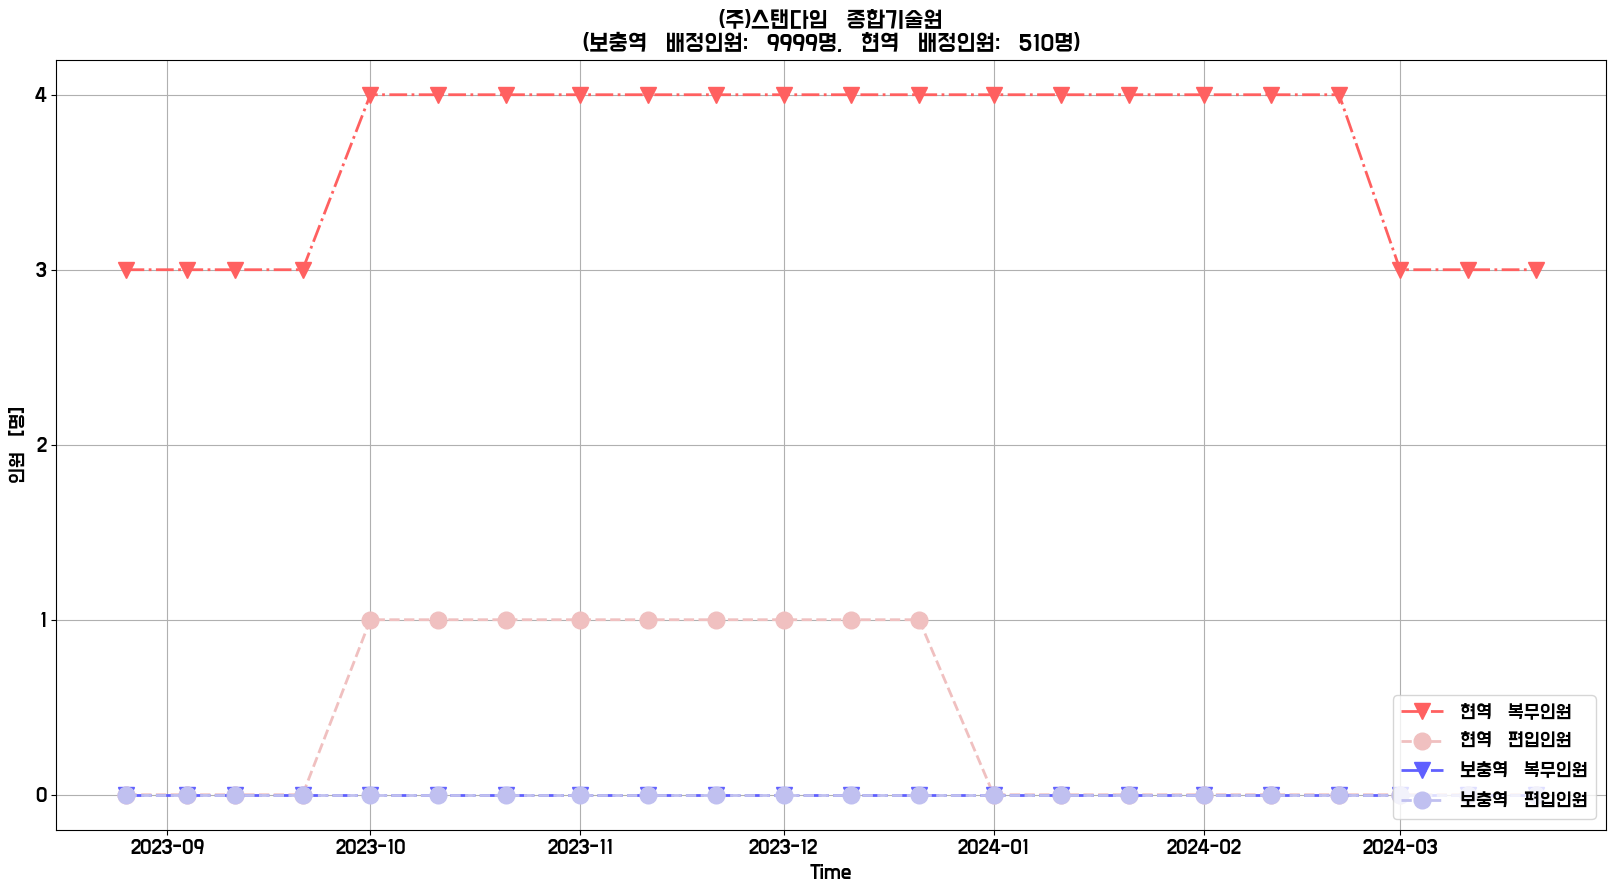 (주)스탠다임 종합기술원
(보충역 배정인원: 9999명, 현역 배정인원: 510명)
인원 [명]
4
3
2
1
0
2023-09 2023-10 2023-11 2023-12 2024-01 2024-02 2024-03
Time
현역 복무인원
현역 편입인원
보충역 복무인원
보충역 편입인원